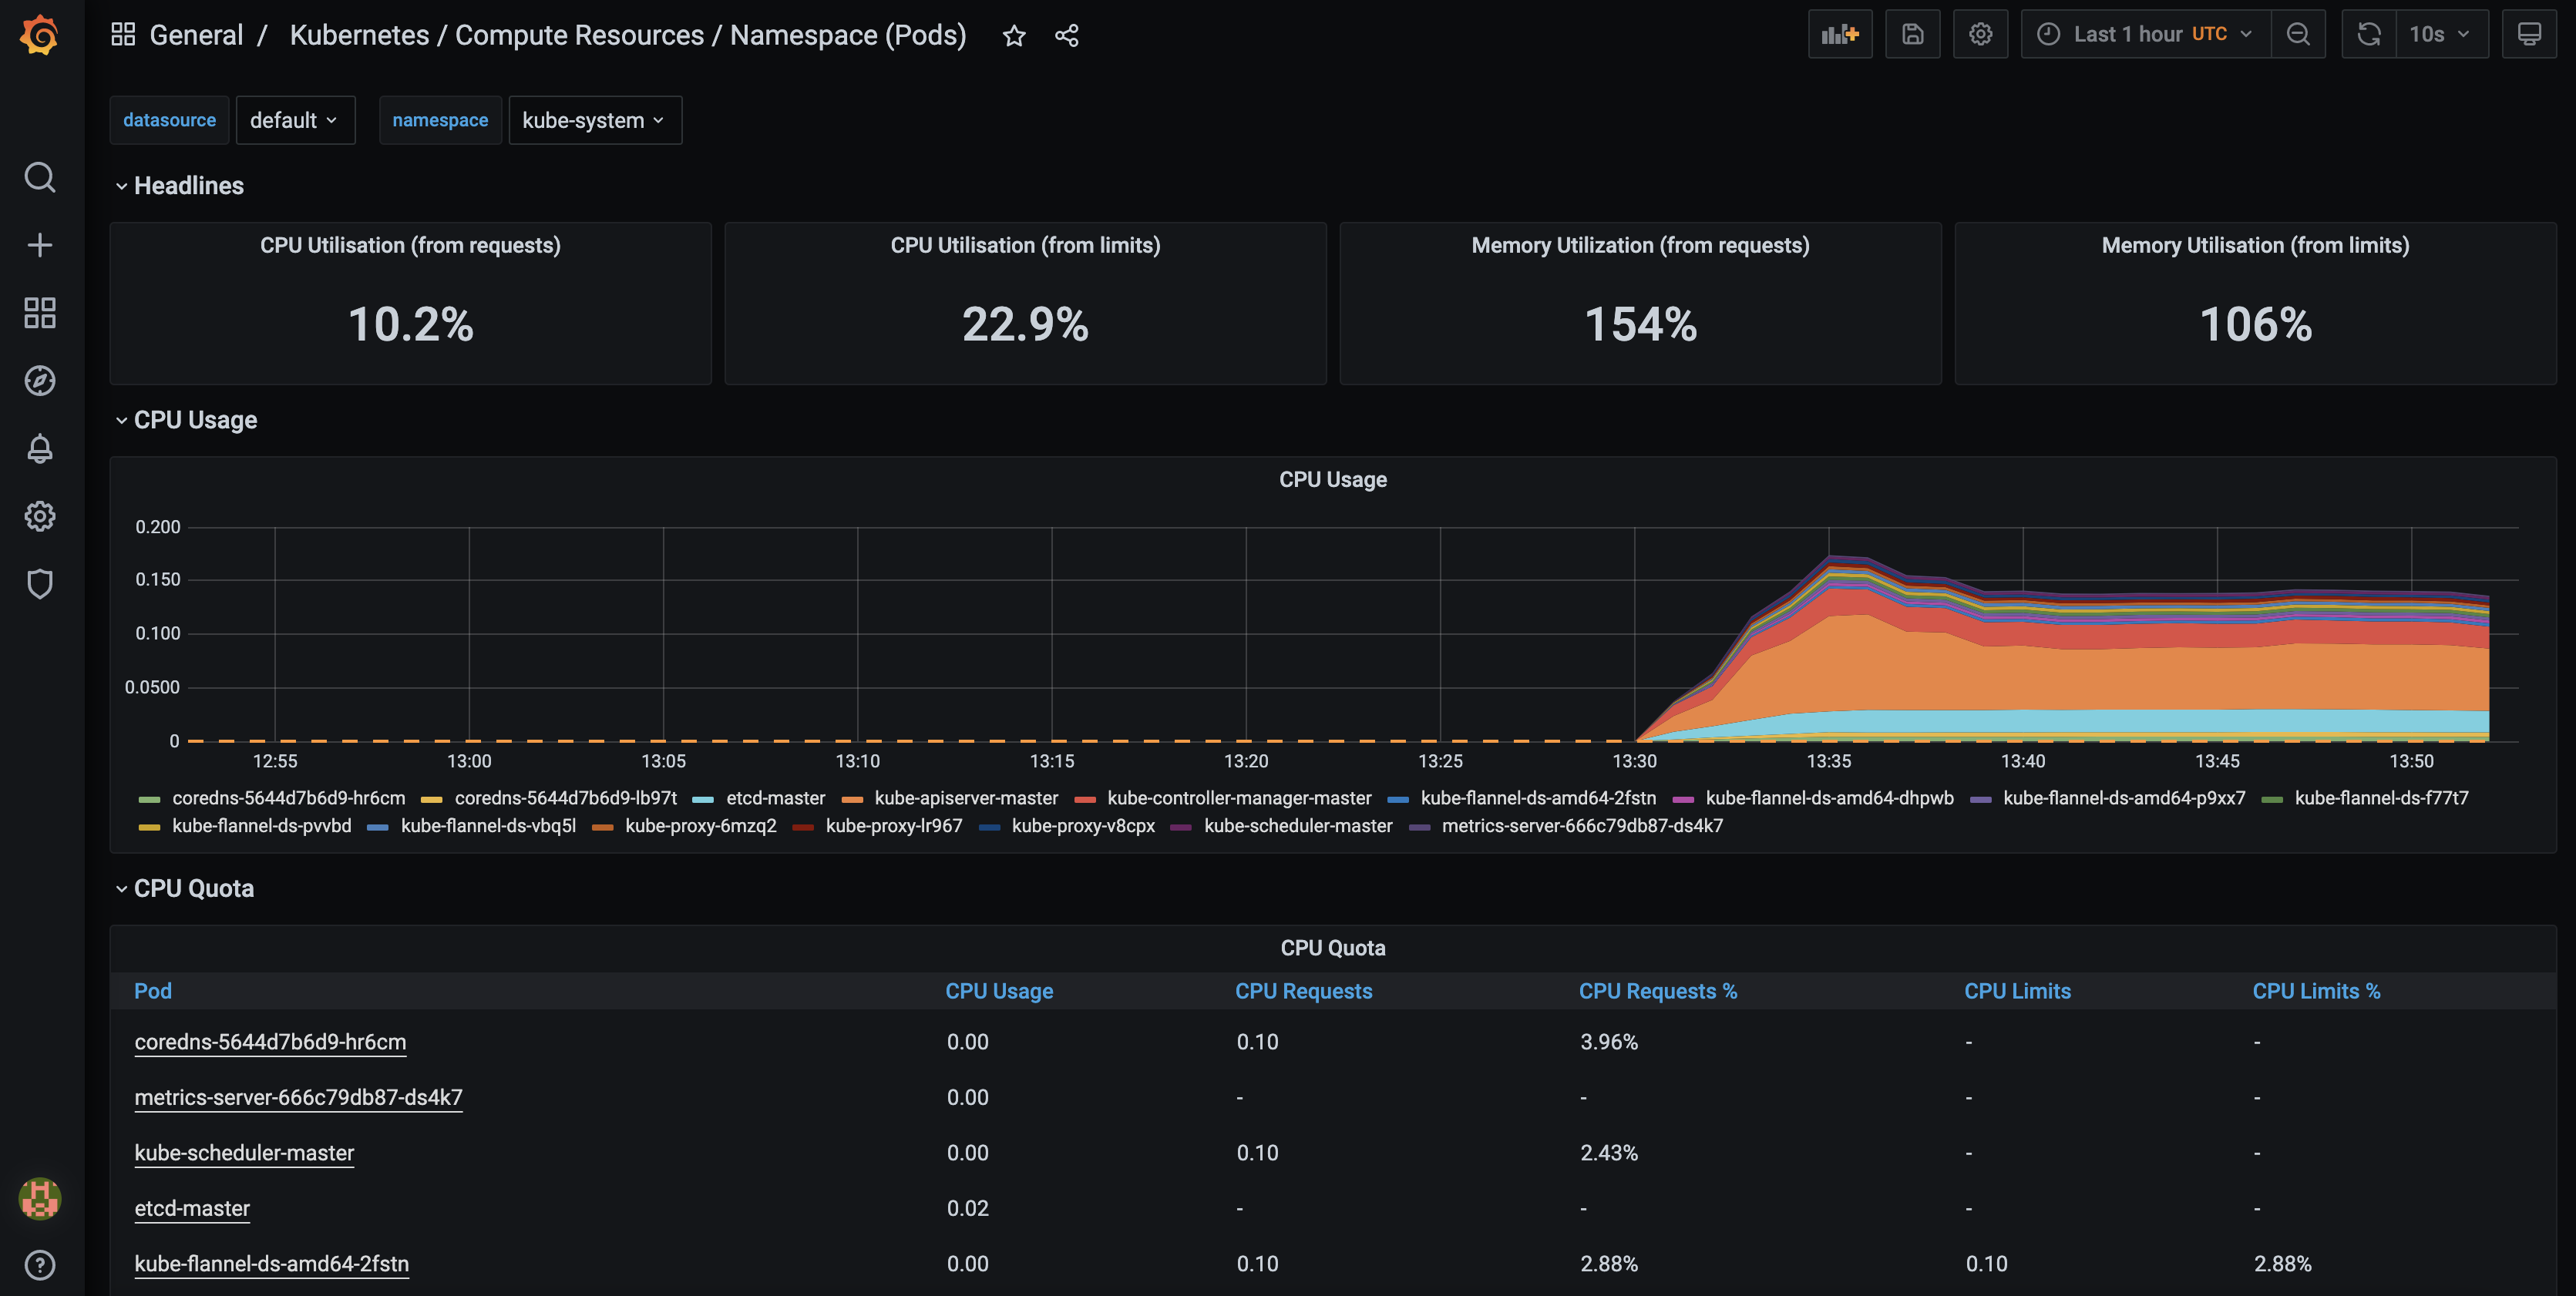 General / Kubernetes / Compute Resources / Namespace (Pods)
Last 1 hour UTC
10s
datasource default namespace kube-system
Headlines
CPU Utilisation (from requests)
10.2%
CPU Utilisation (from limits)
22.9%
Memory Utilization (from requests)
154%
Memory Utilisation (from limits)
106%
CPU Usage
CPU Usage
0.200
0.150
0.100
0.0500
0
12:55 13:00 13:05 13:10 13:15 13:20 13:25 13:30 13:35 13:40 13:45 13:50
coredns-5644d7b6d9-hr6cm coredns-5644d7b6d9-lb97t etcd-master kube-apiserver-master kube-controller-manager-master kube-flannel-ds-amd64-2fstn kube-flannel-ds-amd64-dhpwb kube-flannel-ds-amd64-p9xx7 kube-flannel-ds-f77t7
kube-flannel-ds-pvvbd kube-flannel-ds-vbq5l kube-proxy-6mzq2 kube-proxy-lr967 kube-proxy-v8cpx kube-scheduler-master metrics-server-666c79db87-ds4k7
CPU Quota
CPU Quota
Pod CPU Usage CPU Requests CPU Requests % CPU Limits CPU Limits %
coredns-5644d7b6d9-hr6cm 0.00 0.10 3.96% - -
metrics-server-666c79db87-ds4k7 0.00 - - - -
kube-scheduler-master 0.00 0.10 2.43% - -
etcd-master 0.02 - - - -
kube-flannel-ds-amd64-2fstn 0.00 0.10 2.88% 0.10 2.88%